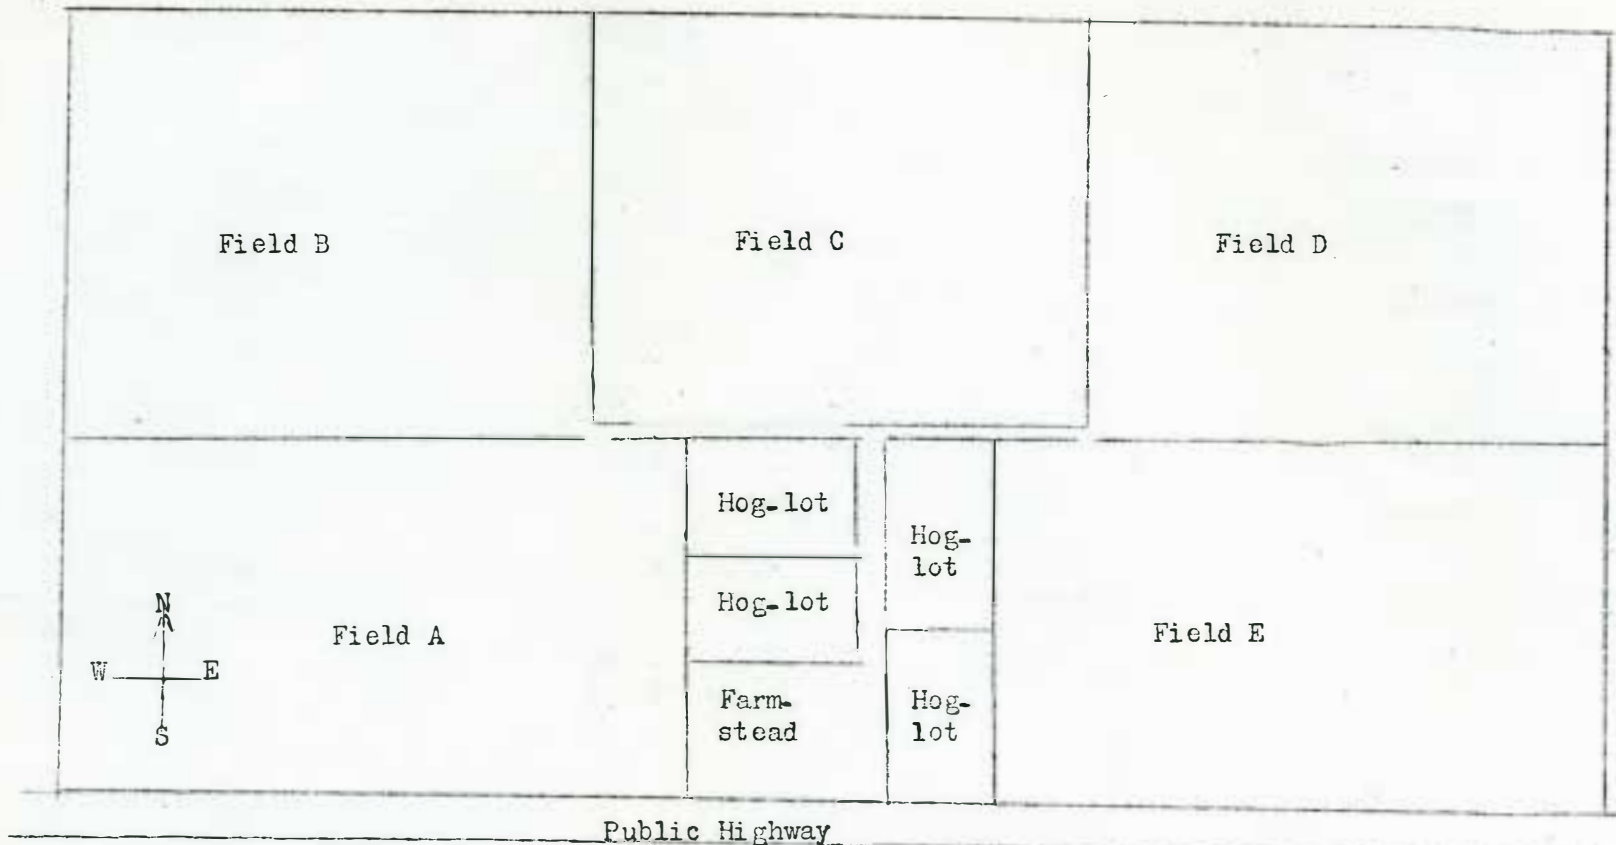 Field B
Field C
Field D
Hog-lot
Hog-
lot
Hog-lot
N
W
E
S
Field A
Field E
Farm-
stead
Hog-
lot
Public Highway